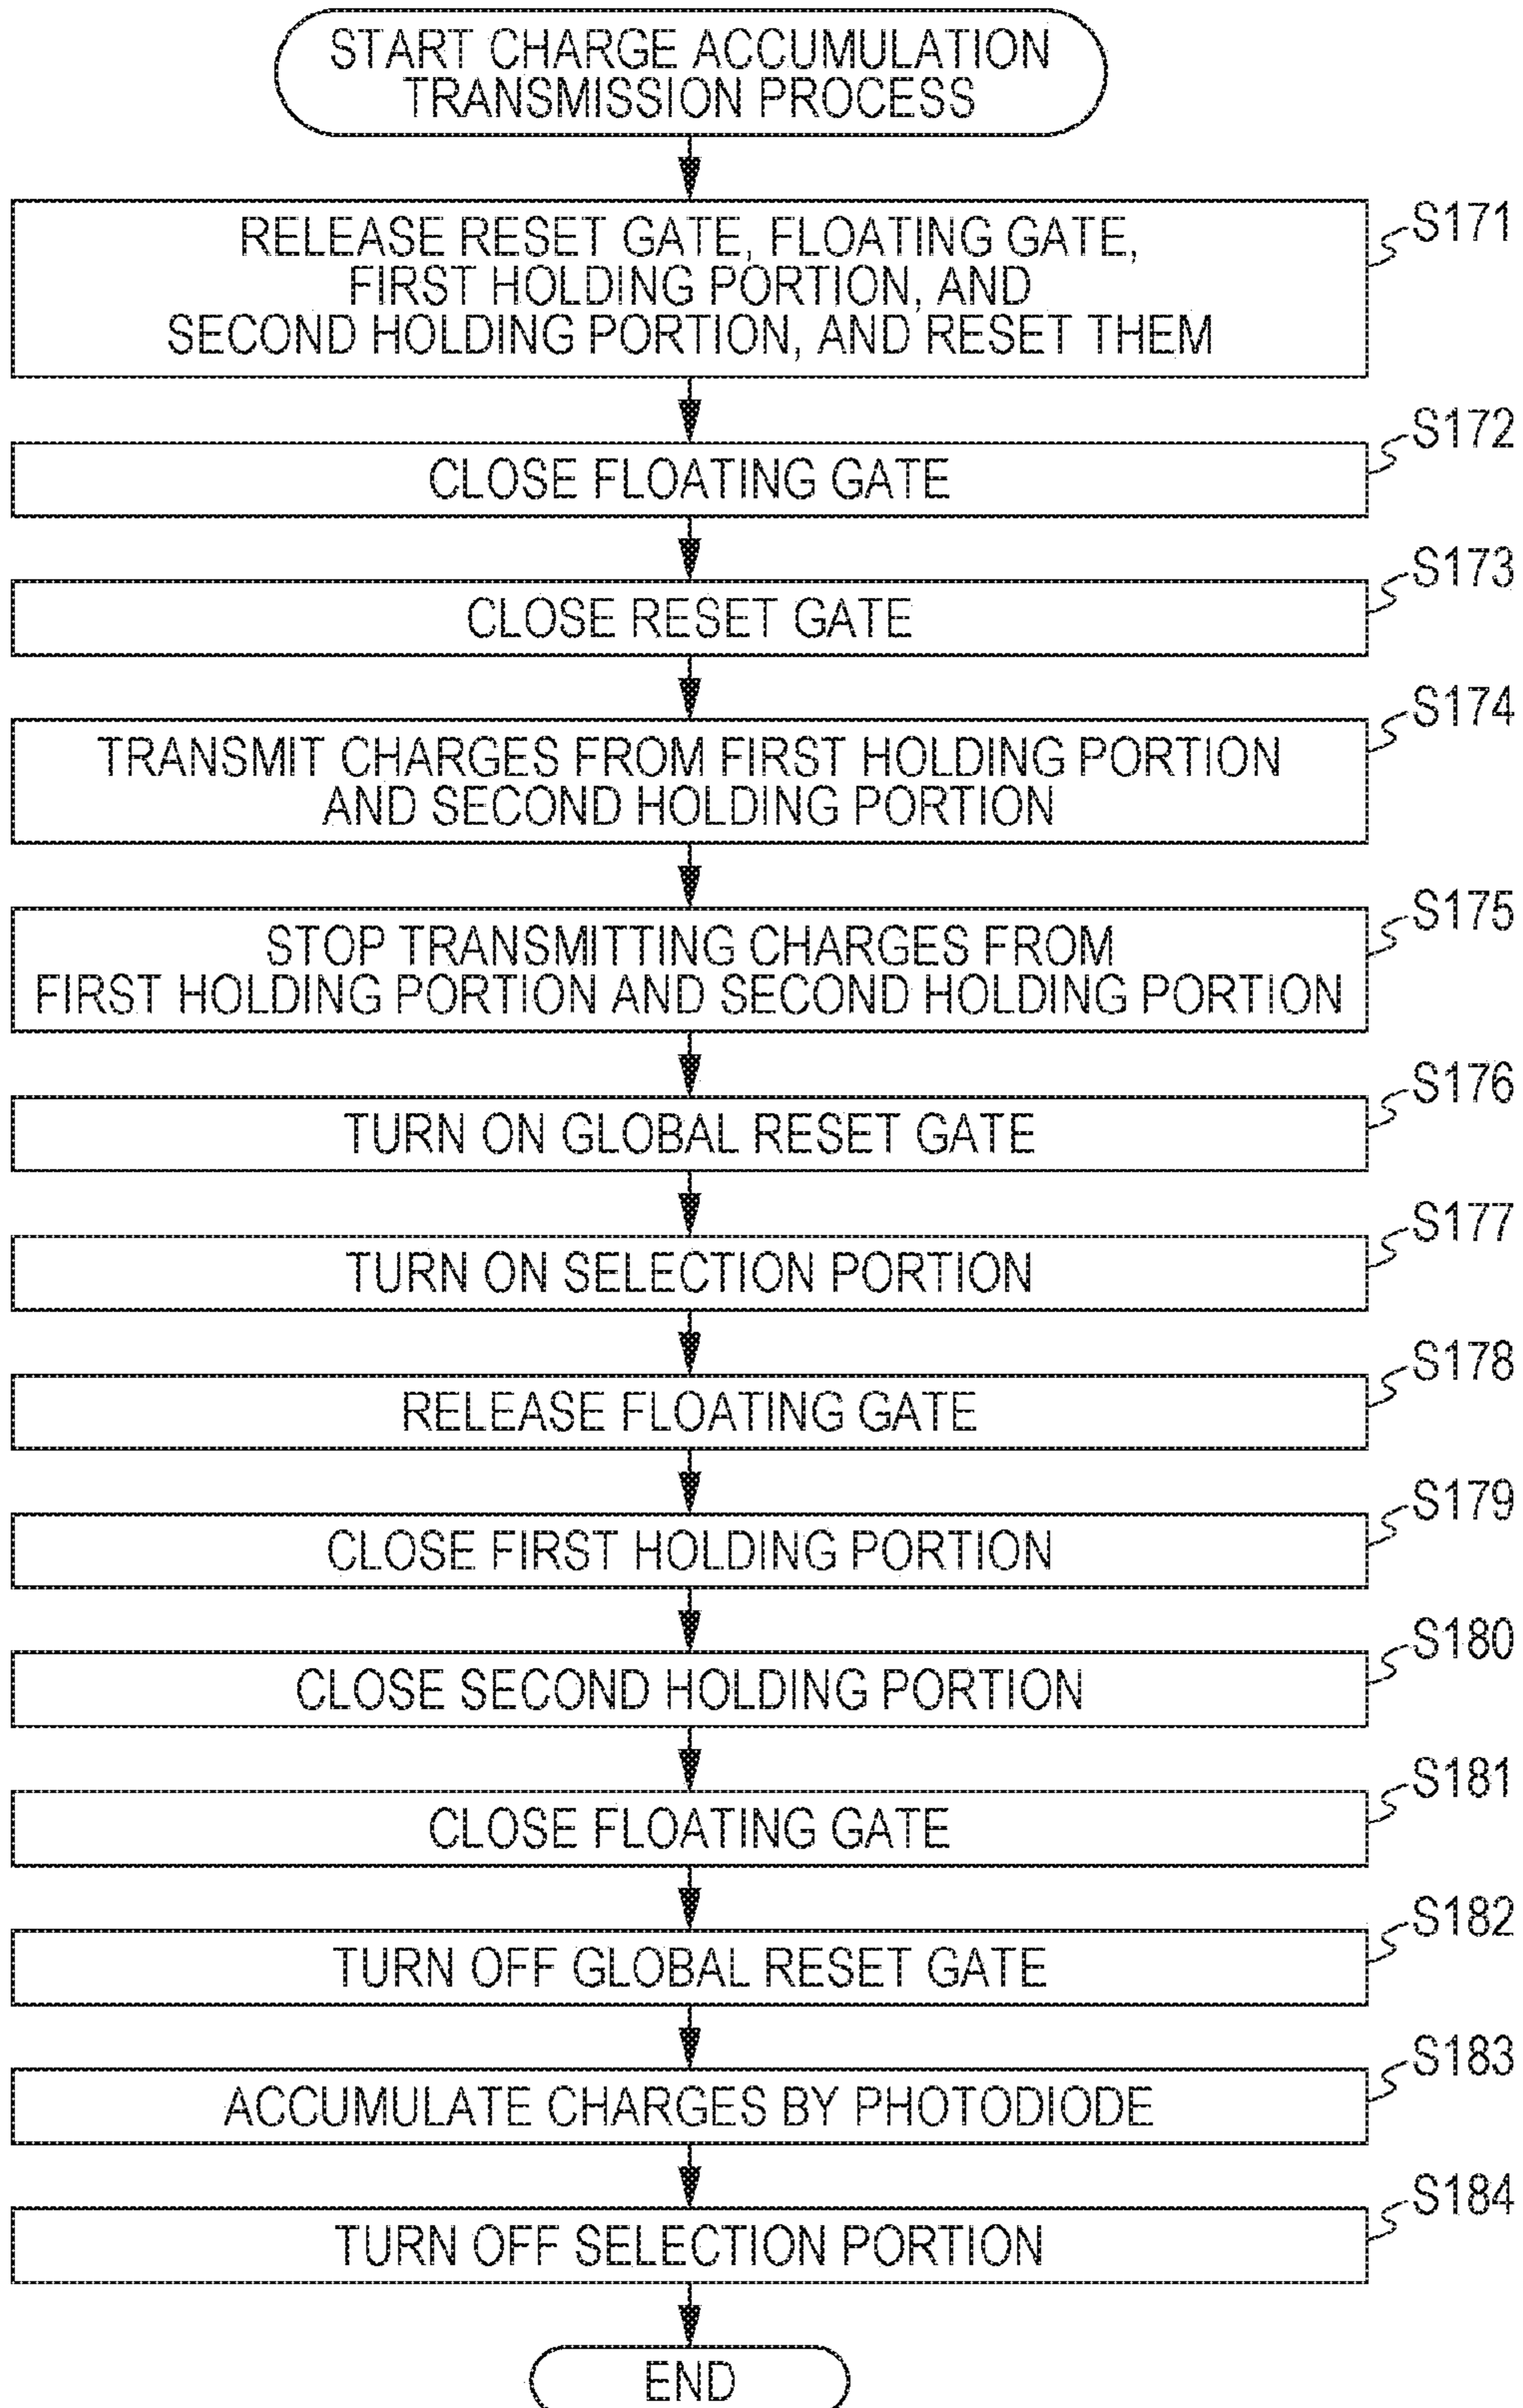 START CHARGE ACCUMULATION
TRANSMISSION PROCESS
S171
RELEASE RESET GATE, FLOATING GATE,
FIRST HOLDING PORTION, AND
SECOND HOLDING PORTION, AND RESET THEM
S172
CLOSE FLOATING GATE
S173
CLOSE RESET GATE
S174
TRANSMIT CHARGES FROM FIRST HOLDING PORTION
AND SECOND HOLDING PORTION
S175
STOP TRANSMITTING CHARGES FROM
FIRST HOLDING PORTION AND SECOND HOLDING PORTION
S176
TURN ON GLOBAL RESET GATE
S177
TURN ON SELECTION PORTION
S178
RELEASE FLOATING GATE
S179
CLOSE FIRST HOLDING PORTION
S180
CLOSE SECOND HOLDING PORTION
S181
CLOSE FLOATING GATE
S182
TURN OFF GLOBAL RESET GATE
S183
ACCUMULATE CHARGES BY PHOTODIODE
S184
TURN OFF SELECTION PORTION
END